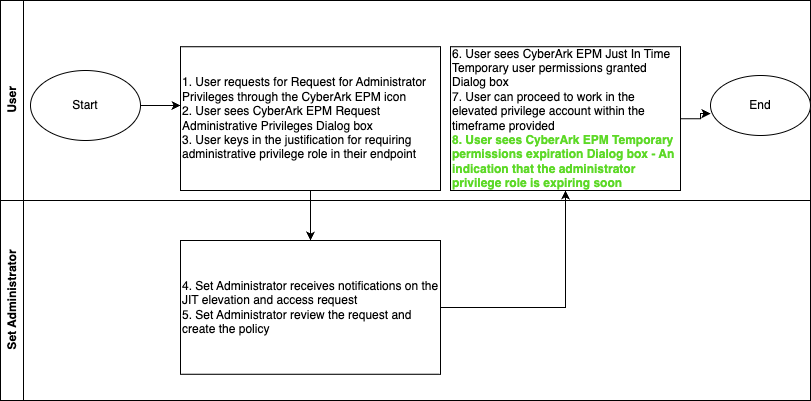 User
Start
1. User requests for Request for Administrator
Privileges through the CyberArk EPM icon
2. User sees CyberArk EPM Request
Administrative Privileges Dialog box
3. User keys in the justification for requiring
administrative privilege role in their endpoint
6. User sees CyberArk EPM Just In Time
Temporary user permissions granted
Dialog box
7. User can proceed to work in the
elevated privilege account within the
timeframe provided
8. User sees CyberArk EPM Temporary
permissions expiration Dialog box - An
indication that the administrator
privilege role is expiring soon
End
Set Administrator
4. Set Administrator receives notifications on the
JIT elevation and access request
5. Set Administrator review the request and
create the policy